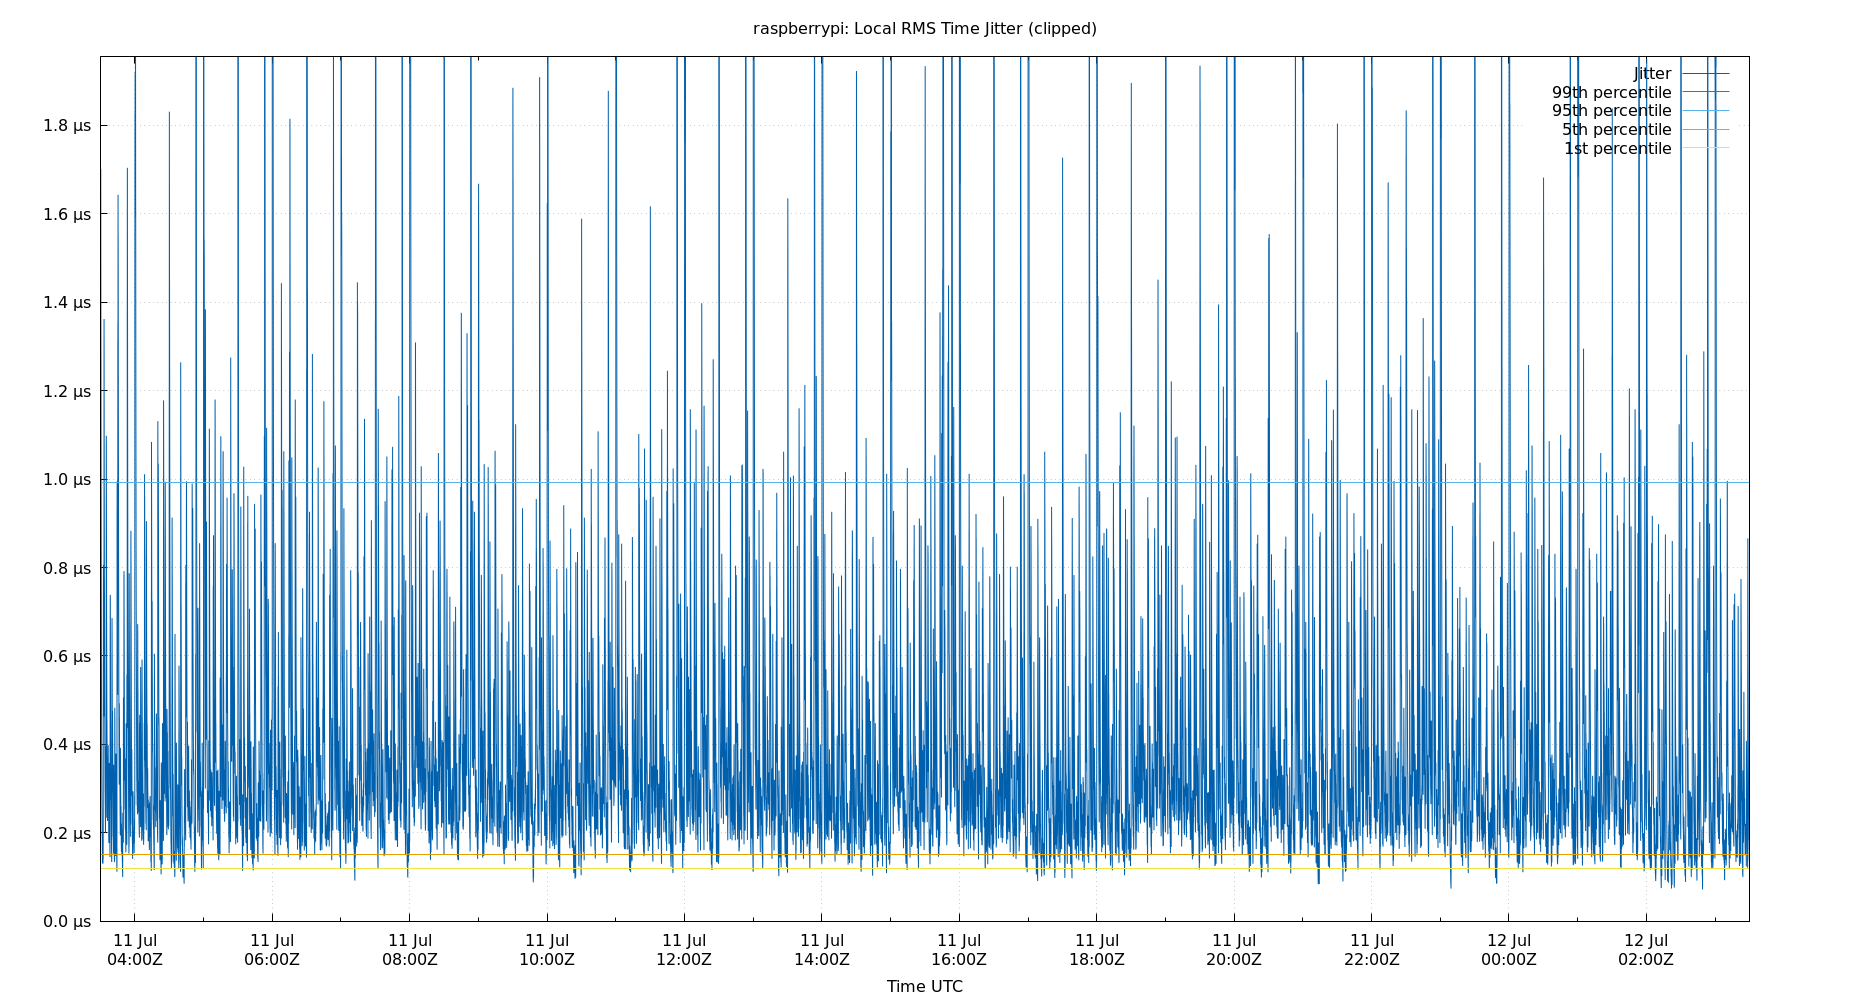 raspberrypi: Local RMS Time Jitter (clipped)
Jitter
99th percentile
95th percentile
5th percentile
1st percentile
1.8 µs
1.6 µs
1.4 µs
1.2 µs
1.0 µs
0.8 µs
0.6 µs
0.4 µs
0.2 µs
0.0 µs
11 Jul 11 Jul 11 Jul 11 Jul 11 Jul 11 Jul 11 Jul 11 Jul 11 Jul 11 Jul 12 Jul 12 Jul
04:00Z 06:00Z 08:00Z 10:00Z 12:00Z 14:00Z 16:00Z 18:00Z 20:00Z 22:00Z 00:00Z 02:00Z
Time UTC